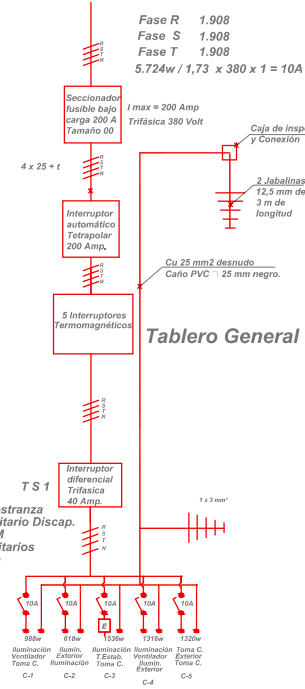 Fase R 1.908
Fase S 1.908
Fase T 1.908
5.724w / 1,73 x 380 x 1 = 10A
R
S
T
N
Seccionador
fusible bajo
carga 200 A
Tamaño 00
I max = 200 Amp
Trifásica 380 Volt
Caja de insp
y Conexión
4 x 25 + t
R
S
T
N
2 Jabalinas
12,5 mm de
3 m de
longitud
Interruptor
automático
Tetrapolar
200 Amp.
R
S
T
N
Cu 25 mm2 desnudo
Caño PVC 25 mm negro.
5 Interruptores
Termomagnéticos
Tablero General
R
S
T
N
T S 1
Interruptor
diferencial
Trifasica
40 Amp.
1 x 3 mm²
estranza
itario Discap.
M
itarios
R
S
T
N
10A 10A 10A 10A 10A
E
988w 618w 1536w 1316w 1320w
Iluminación
Ventilador
Toma C.
C-1
Ilumin.
Exterior
Iluminación
C-2
Iluminación
T.Estab.
Toma C.
C-3
Iluminación
Ventilador
Ilumin.
Exterior
C-4
Toma C.
Exterior
Toma C.
C-5